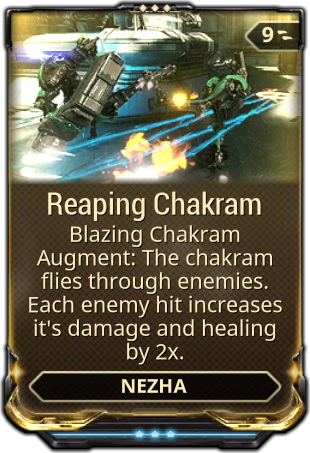 9
Reaping Chakram
Blazing Chakram
Augment: The chakram
flies through enemies.
Each enemy hit increases
it's damage and healing
by 2x.
NEZHA